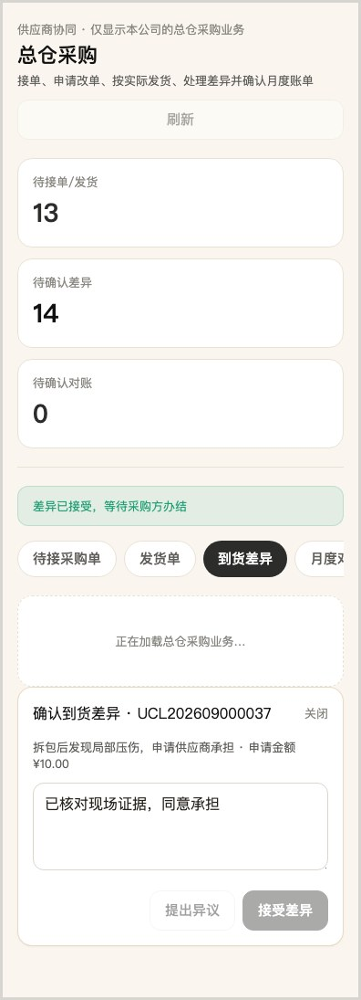 供应商协同 · 仅显示本公司的总仓采购业务
总仓采购
接单、申请改单、按实际发货、处理差异并确认月度账单
刷新
待接单/发货
13
待确认差异
14
待确认对账
0
差异已接受，等待采购方办结
待接采购单 发货单 到货差异 月度对
正在加载总仓采购业务...
确认到货差异 · UCL202609000037 关闭
拆包后发现局部压伤，申请供应商承担 · 申请金额
¥10.00
已核对现场证据，同意承担
提出异议 接受差异